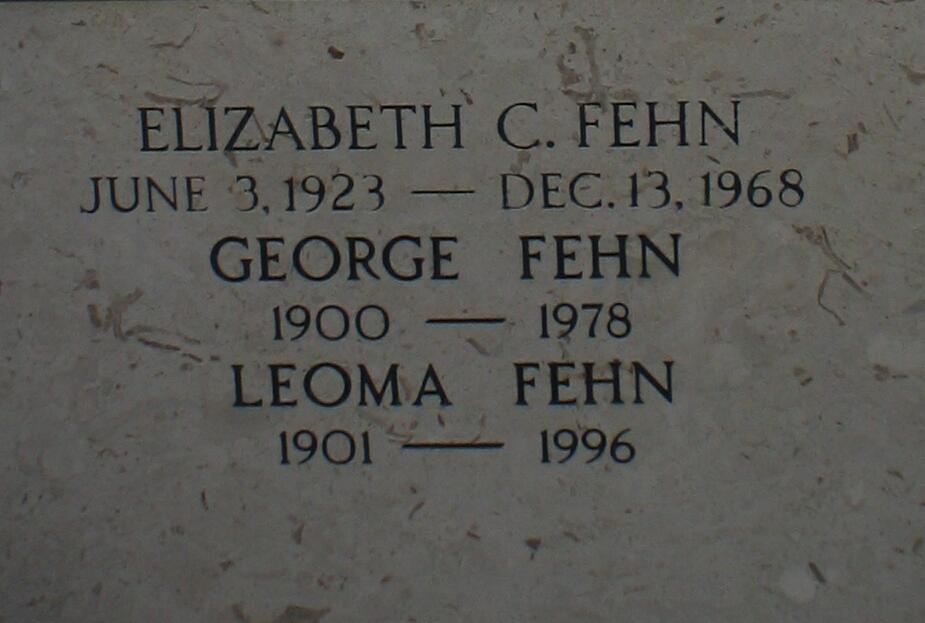 ELIZABETH C. FEHN
JUNE 3, 1923 — DEC. 13, 1968
GEORGE FEHN
1900 — 1978
LEOMA FEHN
1901 — 1996